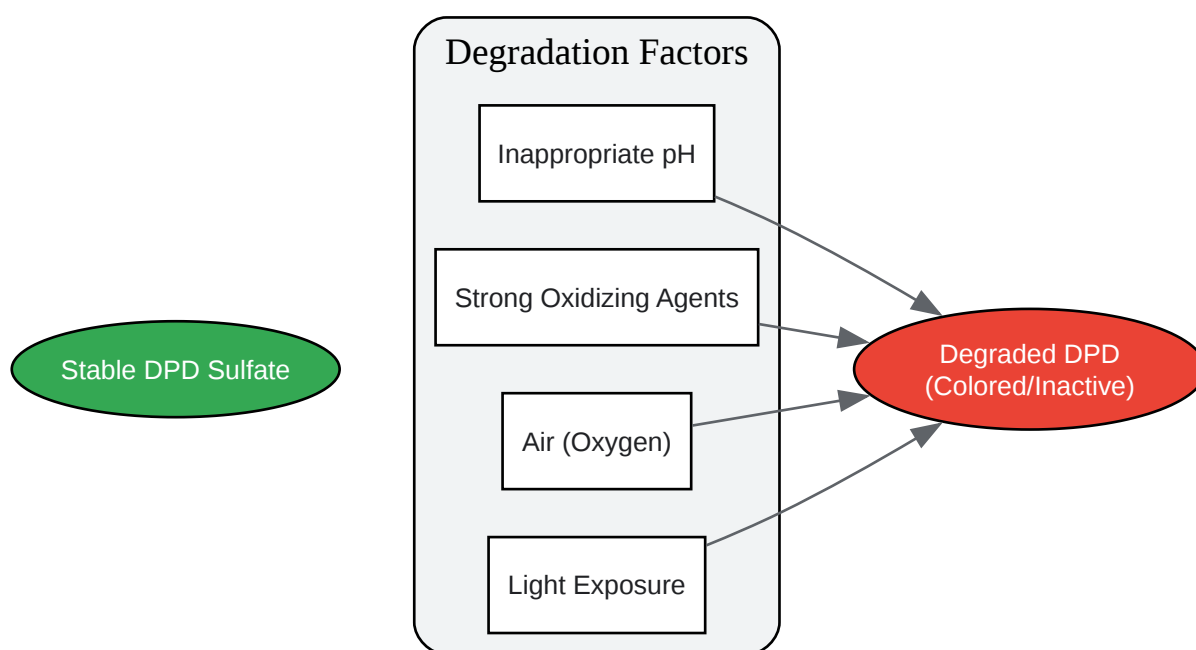 Degradation Factors
Inappropriate pH
Strong Oxidizing Agents
Stable DPD Sulfate
Degraded DPD
(Colored/Inactive)
Air (Oxygen)
Light Exposure